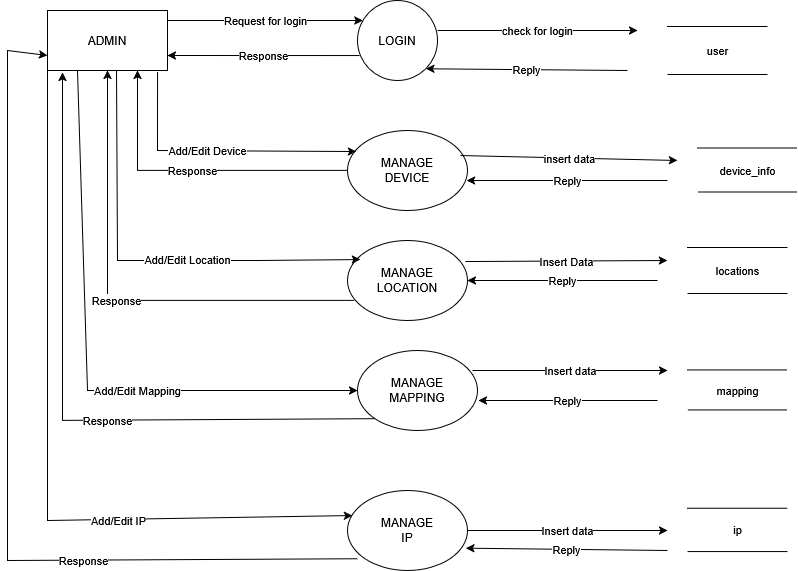 ADMIN
Request for login
LOGIN
check for login
user
Response
Reply
Add/Edit Device
MANAGE
DEVICE
insert data
device_info
Response
Reply
Add/Edit Location
MANAGE
LOCATION
Insert Data
locations
Response
Reply
Add/Edit Mapping
MANAGE
MAPPING
Insert data
mapping
Response
Reply
Add/Edit IP
MANAGE
IP
Insert data
ip
Response
Reply